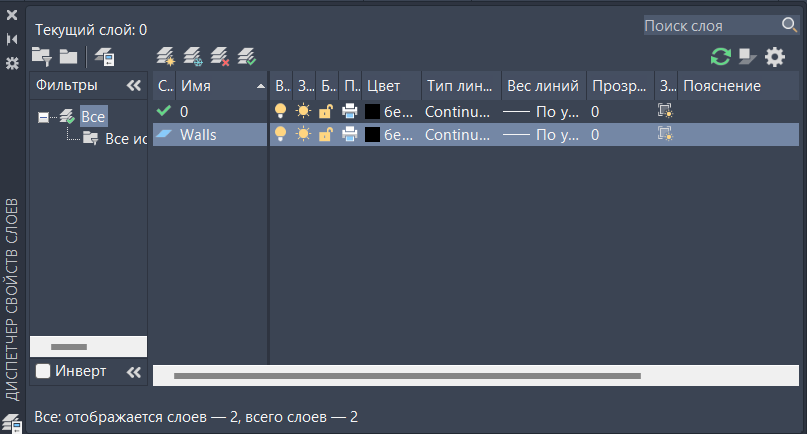 Текущий слой: 0
Поиск слоя
Фильтры
С.. Имя В.. З.. Б.. П.. Цвет Тип лин... Вес линий Прозр... З.. Пояснение
Все
Все ис
0 бе... Continu... По у... 0
Walls бе... Continu... По у... 0
Инверт
Все: отображается слоев — 2, всего слоев — 2
ДИСПЕТЧЕР СВОЙСТВ СЛОЕВ